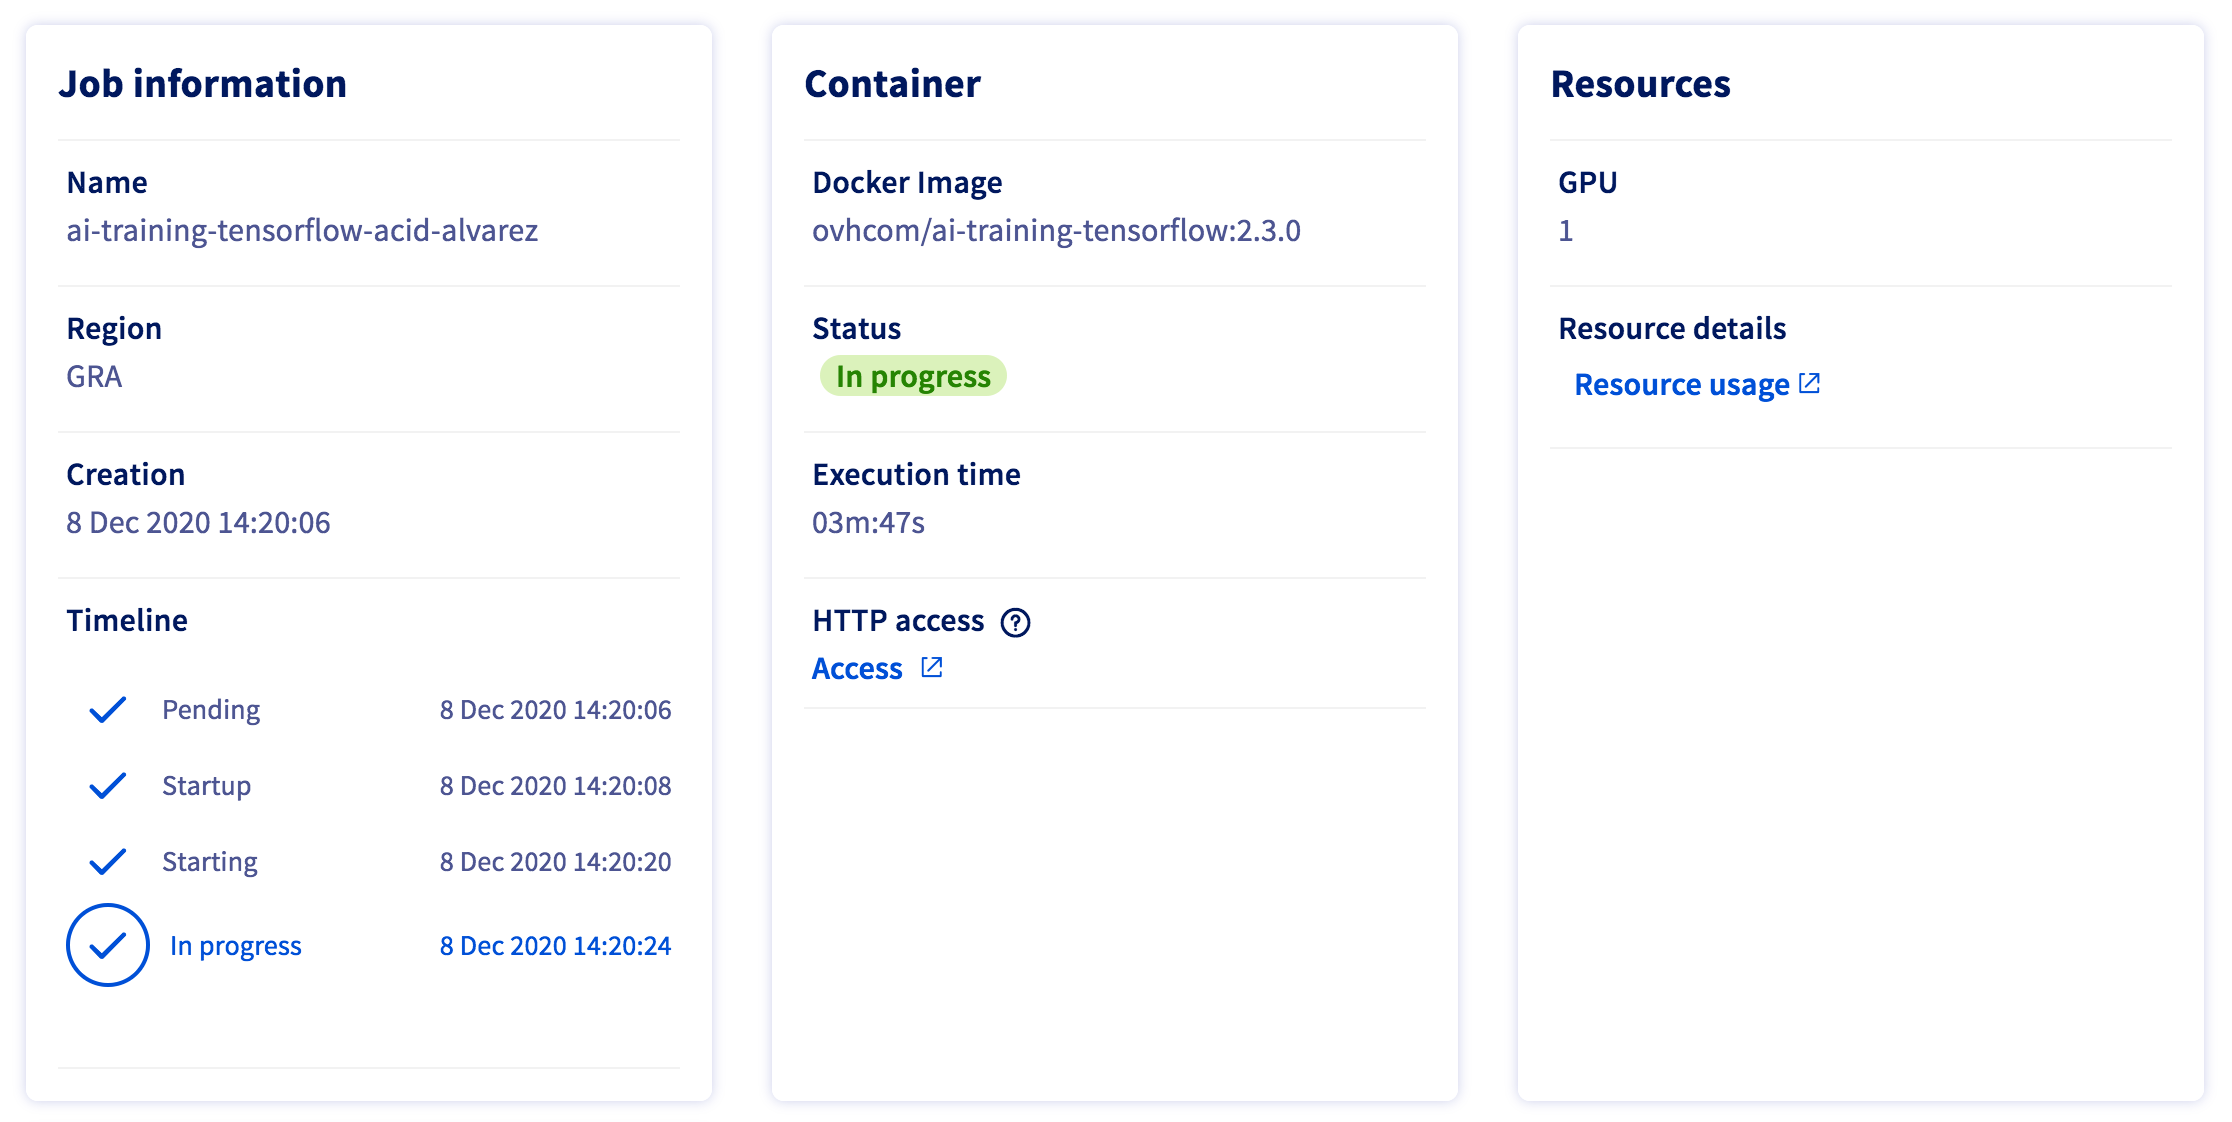 Job information
Name
ai-training-tensorflow-acid-alvarez
Region
GRA
Creation
8 Dec 2020 14:20:06
Timeline
Pending 8 Dec 2020 14:20:06
Startup 8 Dec 2020 14:20:08
Starting 8 Dec 2020 14:20:20
In progress 8 Dec 2020 14:20:24
Container
Docker Image
ovhcom/ai-training-tensorflow:2.3.0
Status
In progress
Execution time
03m:47s
HTTP access ?
Access
Resources
GPU
1
Resource details
Resource usage